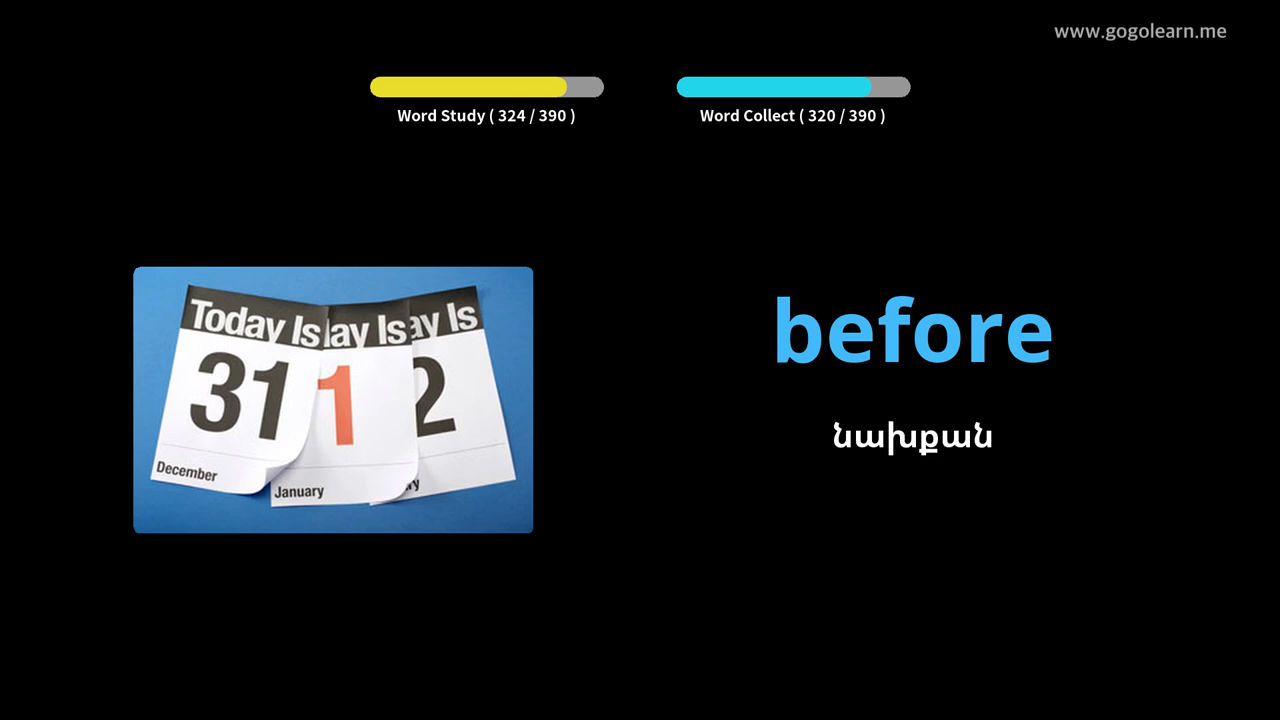 www.gogolearn.me
Word Study ( 324 / 390 )
Word Collect ( 320 / 390 )
Today Is
ay Is
ay Is
31
1
2
December
January
ry
before
նախքան